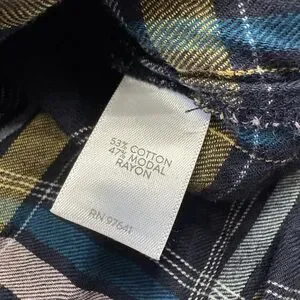 53% COTTON
47% MODAL
RAYON
RN 97641